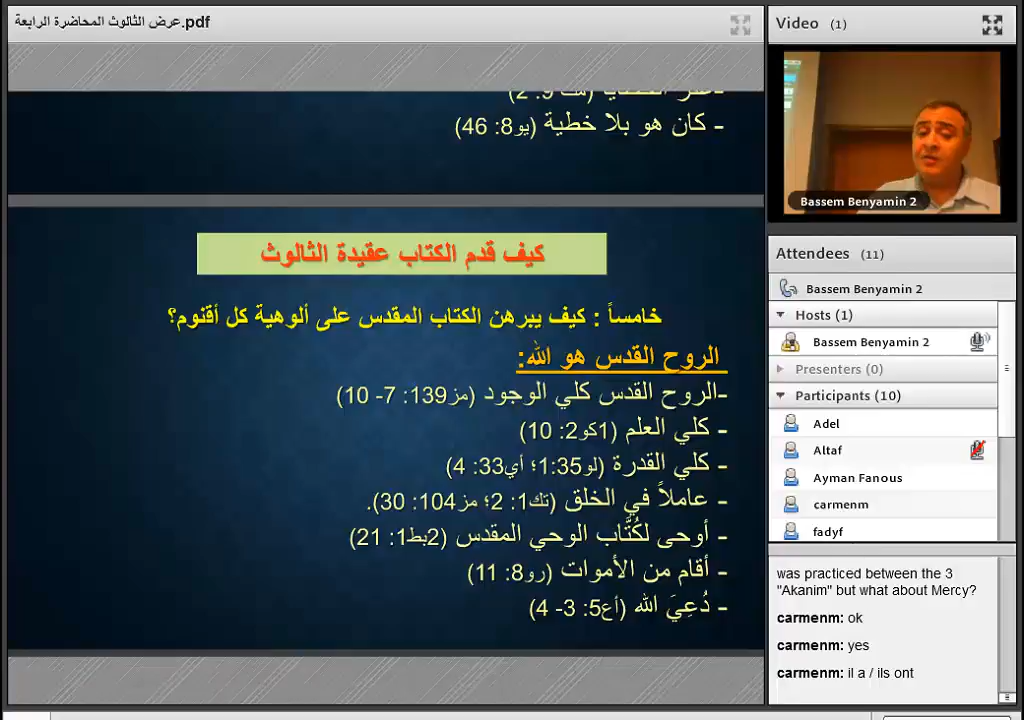 عرض الثالوث المحاضرة الرابعة.pdf
- كان هو بلا خطية (يو8: 46)
كيف قدم الكتاب عقيدة الثالوث
خامساً : كيف يبرهن الكتاب المقدس على ألوهية كل أقنوم؟
الروح القدس هو الله:
-الروح القدس كلي الوجود (مز139: 7- 10)
- كلي العلم (1كو2: 10)
- كلي القدرة (لو1:35؛ أي33: 4)
- عاملاً في الخلق (تك1: 2؛ مز104: 30).
- أوحى لكُتَّاب الوحي المقدس (2بط1: 21)
- أقام من الأموات (رو8: 11)
- دُعِيَ الله (أع5: 3- 4)
Video (1)
Bassem Benyamin 2
Attendees (11)
Bassem Benyamin 2
Hosts (1)
Bassem Benyamin 2
Presenters (0)
Participants (10)
Adel
Altaf
Ayman Fanous
carmenm
fadyf
was practiced between the 3
"Akanim" but what about Mercy?
carmenm: ok
carmenm: yes
carmenm: il a / ils ont